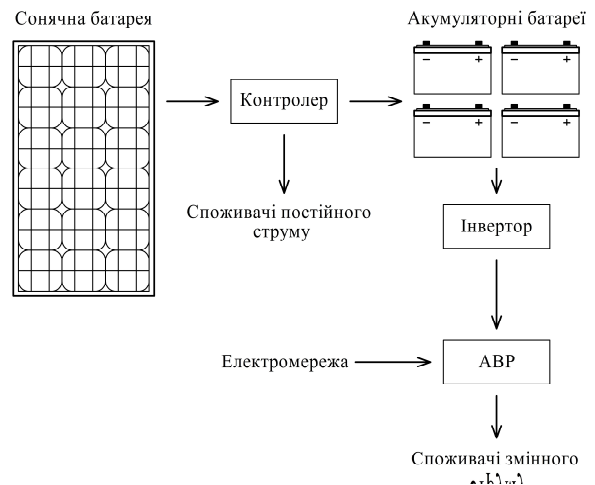 Сонячна батарея
Акумуляторні батареї
− +
− +
− +
− +
Контролер
Споживачі постійного
струму
Інвертор
Електромережа
АВР
Споживачі змінного